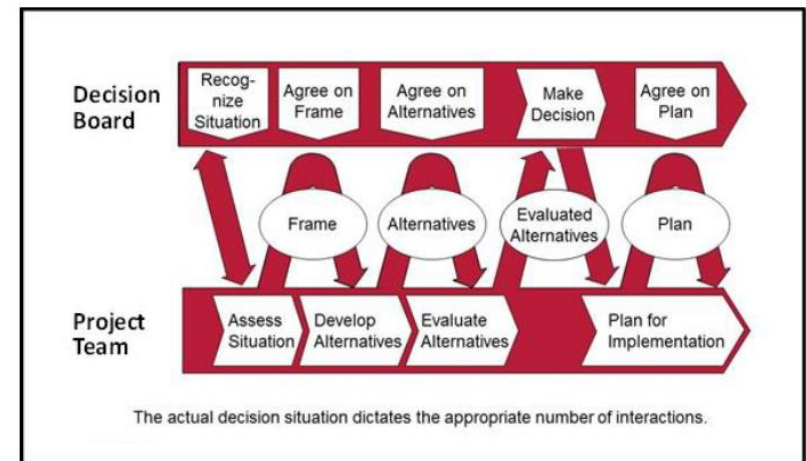 Decision
Board
Recog-
nize
Situation
Agree on
Frame
Agree on
Alternatives
Make
Decision
Agree on
Plan
Frame
Alternatives
Evaluated
Alternatives
Plan
Project
Team
Assess
Situation
Develop
Alternatives
Evaluate
Alternatives
Plan for
Implementation
The actual decision situation dictates the appropriate number of interactions.